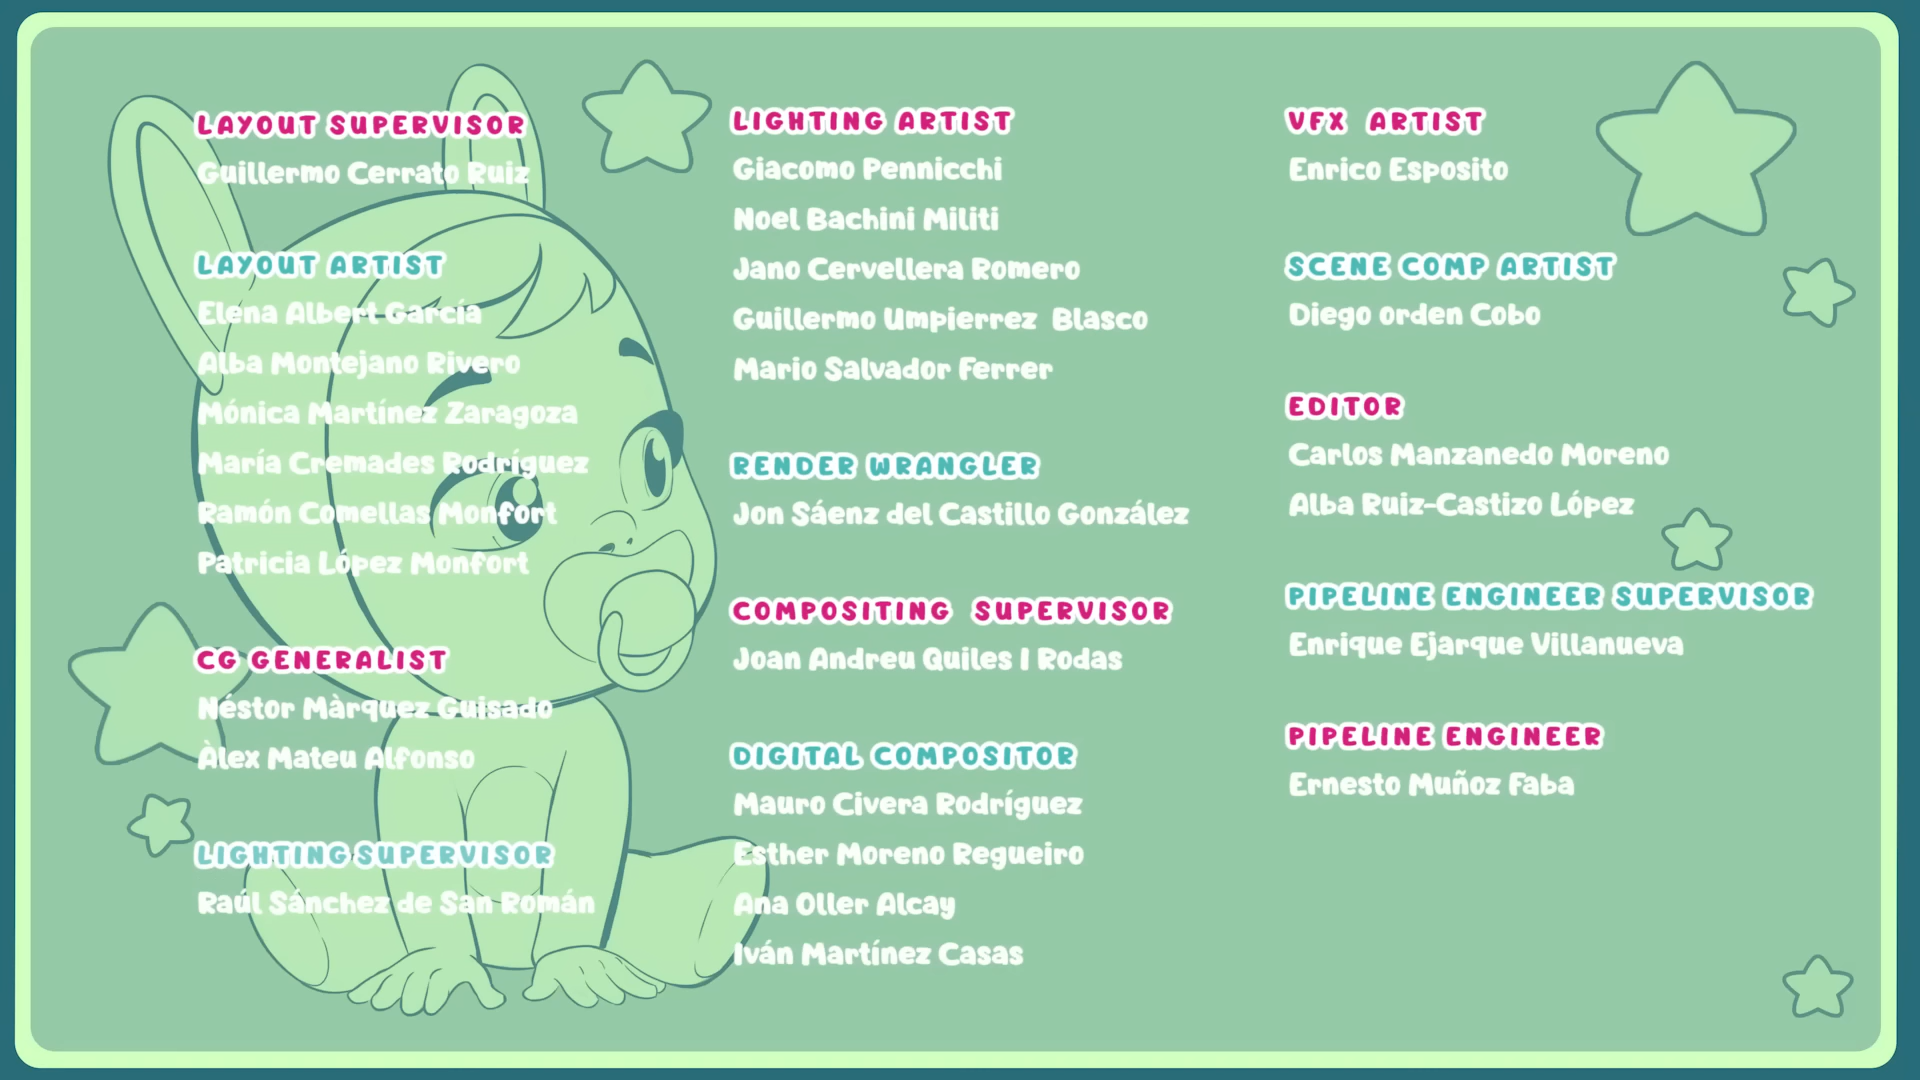 LAYOUT SUPERVISOR
Guillermo Cerrato Ruiz
LAYOUT ARTIST
Elena Albert García
Alba Montejano Rivero
Mónica Martínez Zaragoza
María Cremades Rodríguez
Ramón Comellas Monfort
Patricia López Monfort
CG GENERALIST
Néstor Màrquez Guisado
Àlex Mateu Alfonso
LIGHTING SUPERVISOR
Raúl Sánchez de San Román
LIGHTING ARTIST
Giacomo Pennicchi
Noel Bachini Militi
Jano Cervellera Romero
Guillermo Umpierrez Blasco
Mario Salvador Ferrer
RENDER WRANGLER
Jon Sáenz del Castillo González
COMPOSITING SUPERVISOR
Joan Andreu Quiles I Rodas
DIGITAL COMPOSITOR
Mauro Civera Rodríguez
Esther Moreno Regueiro
Ana Oller Alcay
Iván Martínez Casas
VFX ARTIST
Enrico Esposito
SCENE COMP ARTIST
Diego orden Cobo
EDITOR
Carlos Manzanedo Moreno
Alba Ruiz-Castizo López
PIPELINE ENGINEER SUPERVISOR
Enrique Ejarque Villanueva
PIPELINE ENGINEER
Ernesto Muñoz Faba